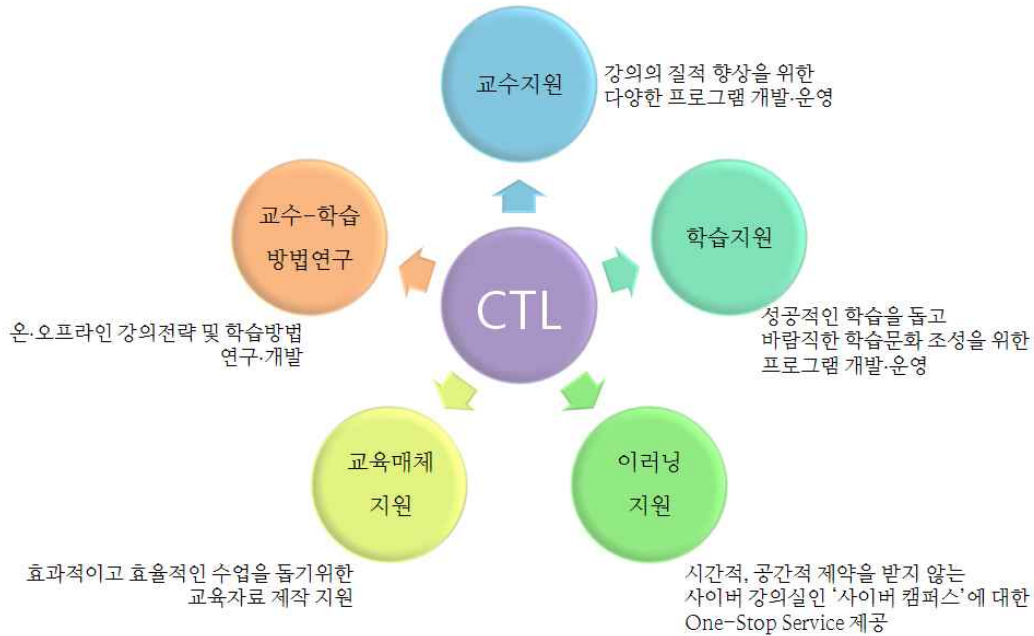 교수지원
강의의 질적 향상을 위한
다양한 프로그램 개발·운영
교수-학습
방법연구
온·오프라인 강의전략 및 학습방법
연구·개발
CTL
학습지원
성공적인 학습을 돕고
바람직한 학습문화 조성을 위한
프로그램 개발·운영
교육매체
지원
효과적이고 효율적인 수업을 돕기위한
교육자료 제작 지원
이러닝
지원
시간적, 공간적 제약을 받지 않는
사이버 강의실인 ‘사이버 캠퍼스’에 대한
One-Stop Service 제공